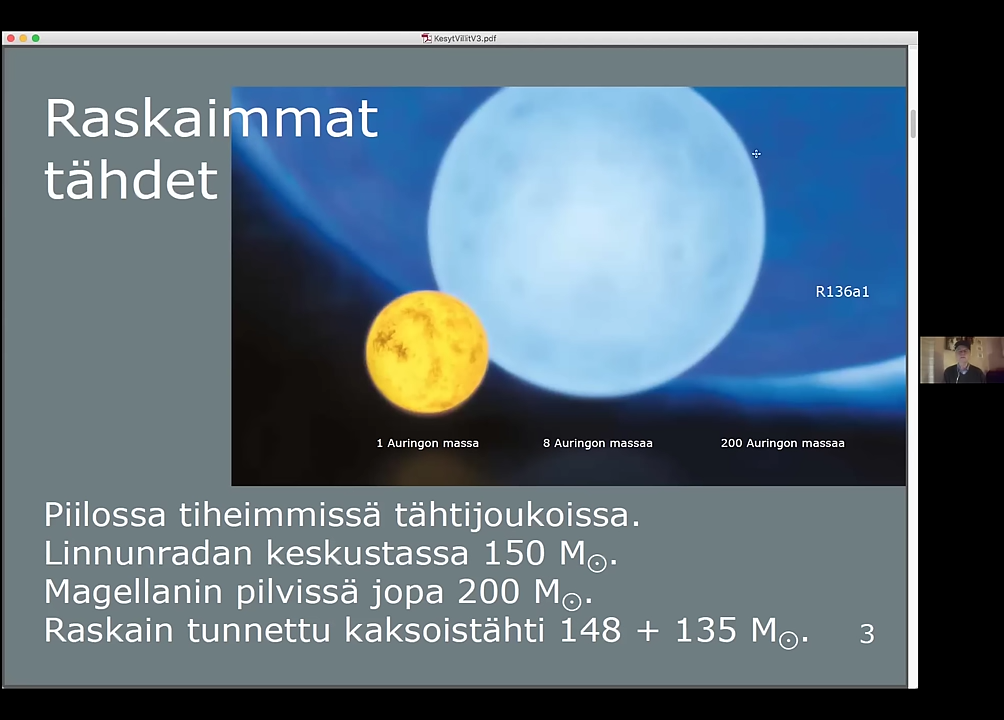 KesytVillitV3.pdf
Raskaimmat
tähdet
R136a1
1 Auringon massa
8 Auringon massaa
200 Auringon massaa
Piilossa tiheimmissä tähtijoukoissa.
Linnunradan keskustassa 150 M☉.
Magellanin pilvissä jopa 200 M☉.
Raskain tunnettu kaksoistähti 148 + 135 M☉.
3